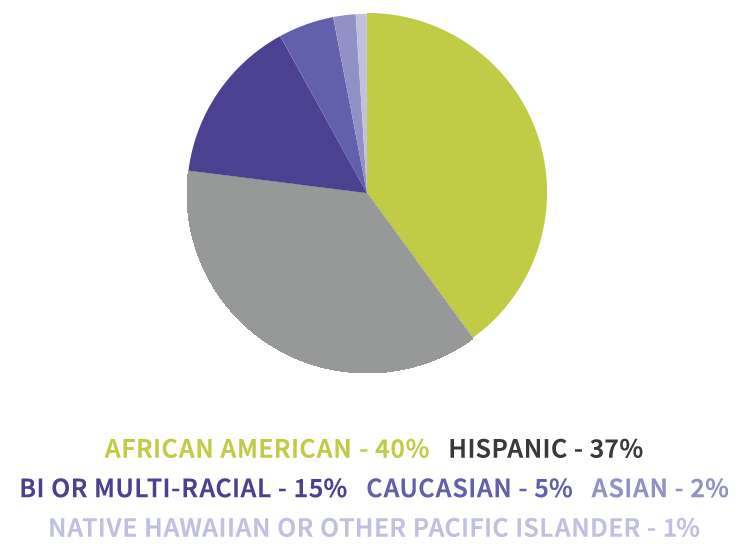 AFRICAN AMERICAN - 40% HISPANIC - 37%
BI OR MULTI-RACIAL - 15% CAUCASIAN - 5% ASIAN - 2%
NATIVE HAWAIIAN OR OTHER PACIFIC ISLANDER - 1%